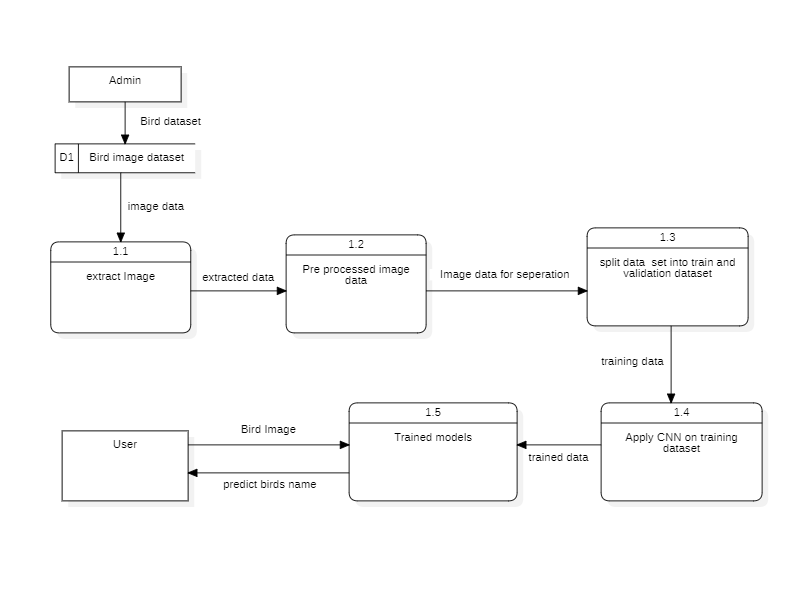 Admin
Bird dataset
D1 Bird image dataset
image data
1.1
extract Image
extracted data
1.2
Pre processed image
data
Image data for seperation
1.3
split data  set into train and
validation dataset
training data
1.4
Apply CNN on training
dataset
trained data
1.5
Trained models
Bird Image
User
predict birds name